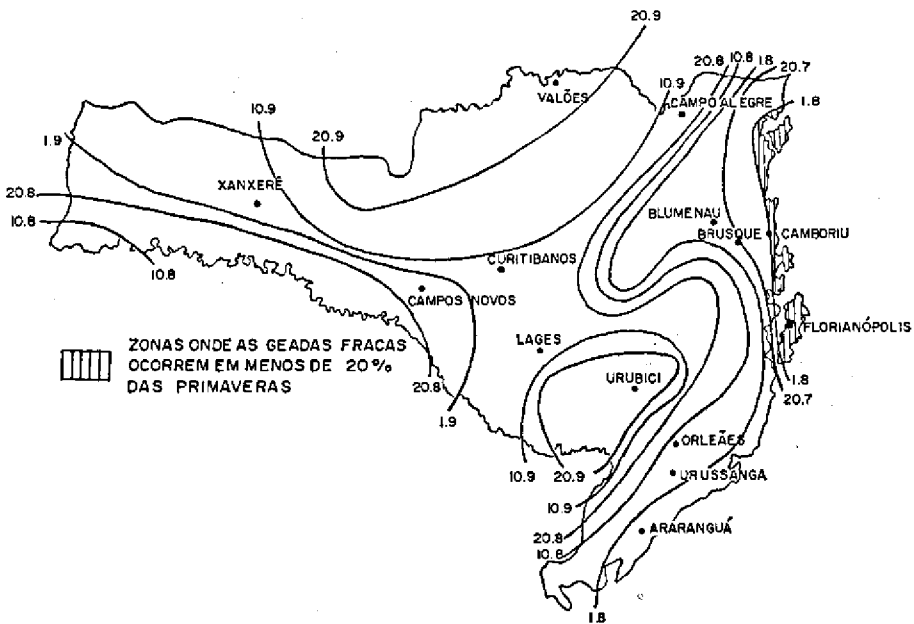 20.9
20.8
10.8
1.8
20.7
10.9
1.8
VALÕES
CAMPO ALEGRE
10.9
20.9
1.9
XANXERÊ
20.8
10.8
BLUMENAU
BRUSQUE
CAMBORIU
10.8
CURITIBANOS
CAMPOS NOVOS
FLORIANÓPOLIS
ZONAS ONDE AS GEADAS FRACAS
OCORREM EM MENOS DE 20%
DAS PRIMAVERAS
LAGES
URUBICI
20.8
1.9
1.8
20.7
ORLEÃES
URUSSANGA
10.9
20.9
10.9
20.8
10.8
ARARANGUÁ
1.8